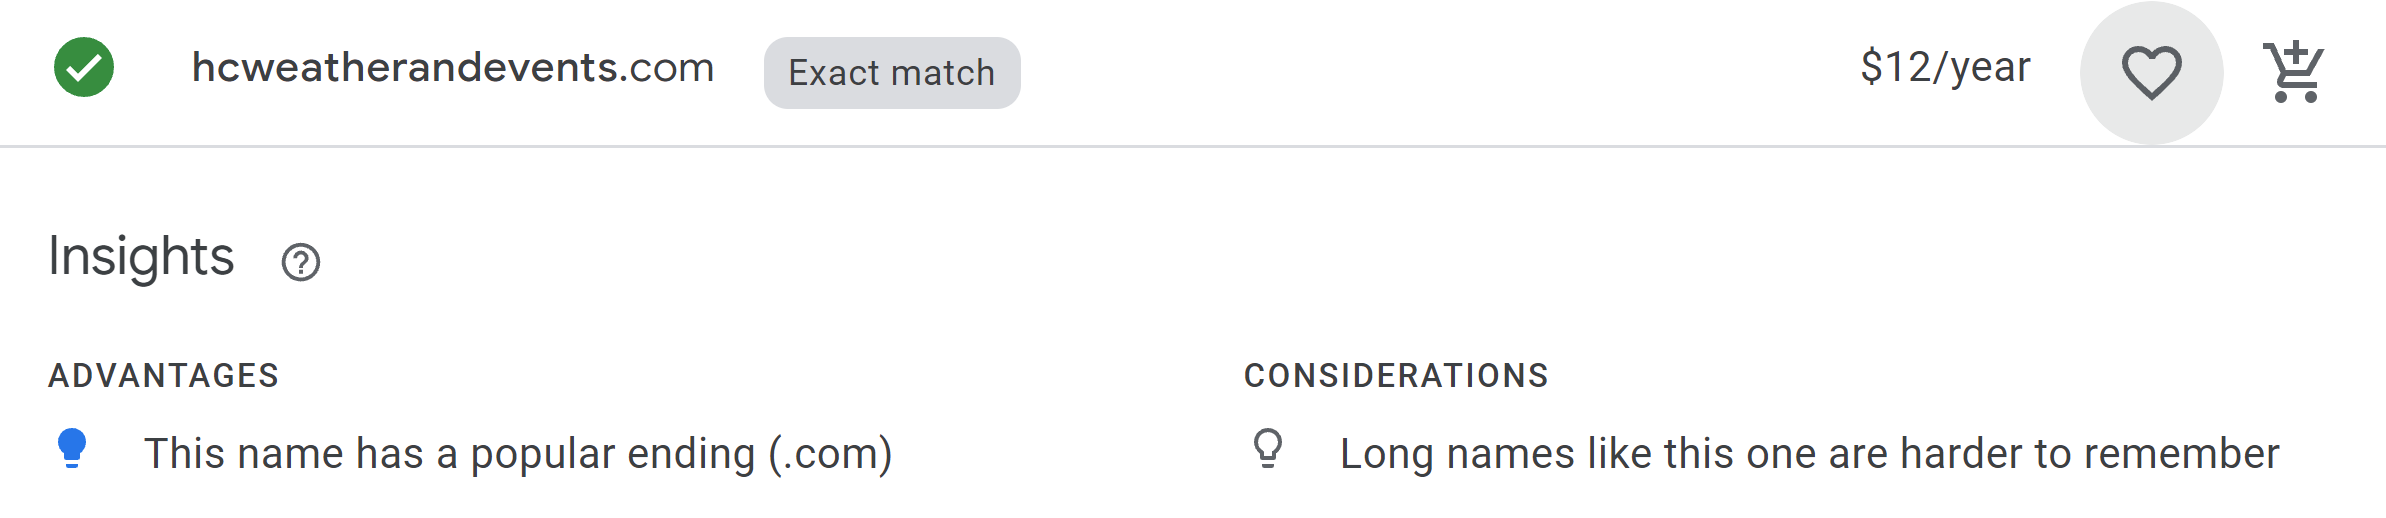 hcweatherandevents.com Exact match $12/year
Insights
ADVANTAGES CONSIDERATIONS
This name has a popular ending (.com) Long names like this one are harder to remember